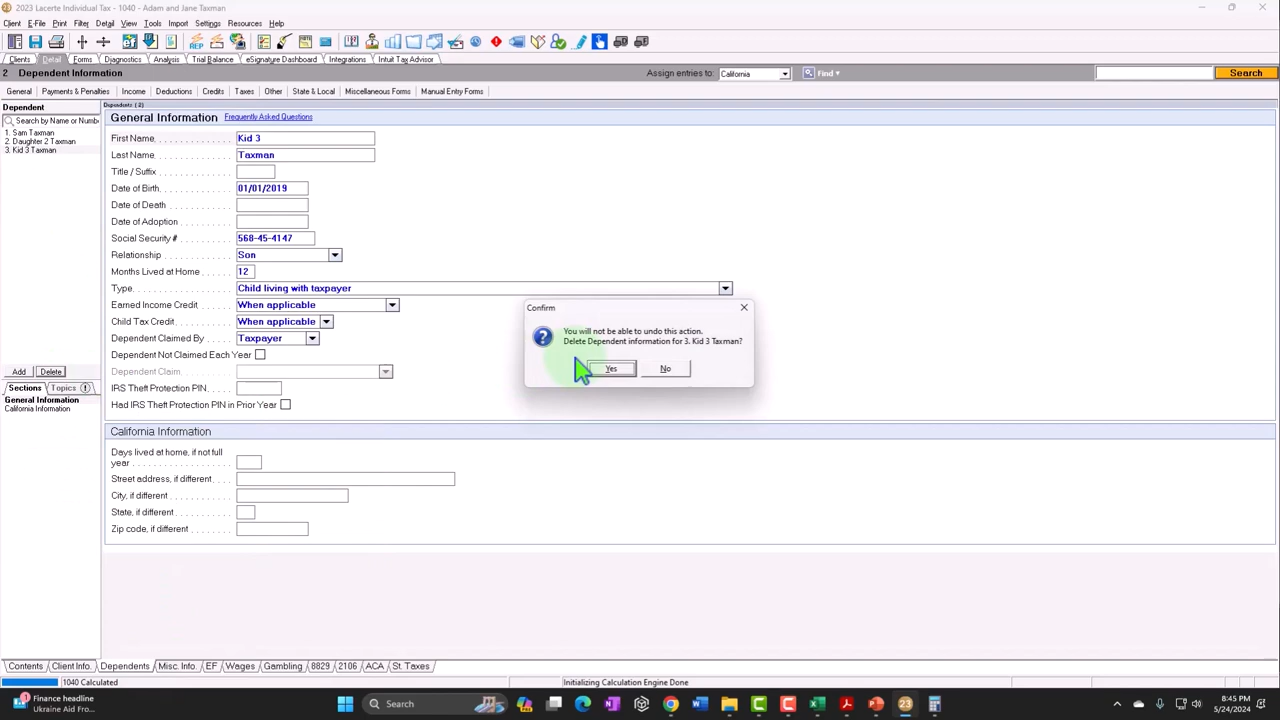 2023 Lacerte Individual Tax - 1040 - Adam and Jane Taxman
Client E-File Print Filter Detail View Tools Import Settings Resources Help
Clients Detail Forms Diagnostics Analysis Trial Balance eSignature Dashboard Integrations Intuit Tax Advisor
2 Dependent Information Assign entries to: California Find Search
General Payments & Penalties Income Deductions Credits Taxes Other State & Local Miscellaneous Forms Manual Entry Forms
Dependent
Search by Name or Numbe
1. Sam Taxman
2. Daughter 2 Taxman
3. Kid 3 Taxman
Add Delete
Sections Topics
General Information
California Information
Dependents (2)
General Information Frequently Asked Questions
First Name Kid 3
Last Name Taxman
Title / Suffix
Date of Birth 01/01/2019
Date of Death
Date of Adoption
Social Security # 568-45-4147
Relationship Son
Months Lived at Home 12
Type Child living with taxpayer
Earned Income Credit When applicable
Child Tax Credit When applicable
Dependent Claimed By Taxpayer
Dependent Not Claimed Each Year
Dependent Claim
IRS Theft Protection PIN
Had IRS Theft Protection PIN in Prior Year
Confirm
You will not be able to undo this action.
Delete Dependent information for 3. Kid 3 Taxman?
Yes No
California Information
Days lived at home, if not full
year
Street address, if different
City, if different
State, if different
Zip code, if different
Contents Client Info. Dependents Misc. Info. EF Wages Gambling 8829 2106 ACA St. Taxes
1040 Calculated Initializing Calculation Engine Done
1 Finance headline
Ukraine Aid Fro...
Search
23
8:45 PM
5/24/2024